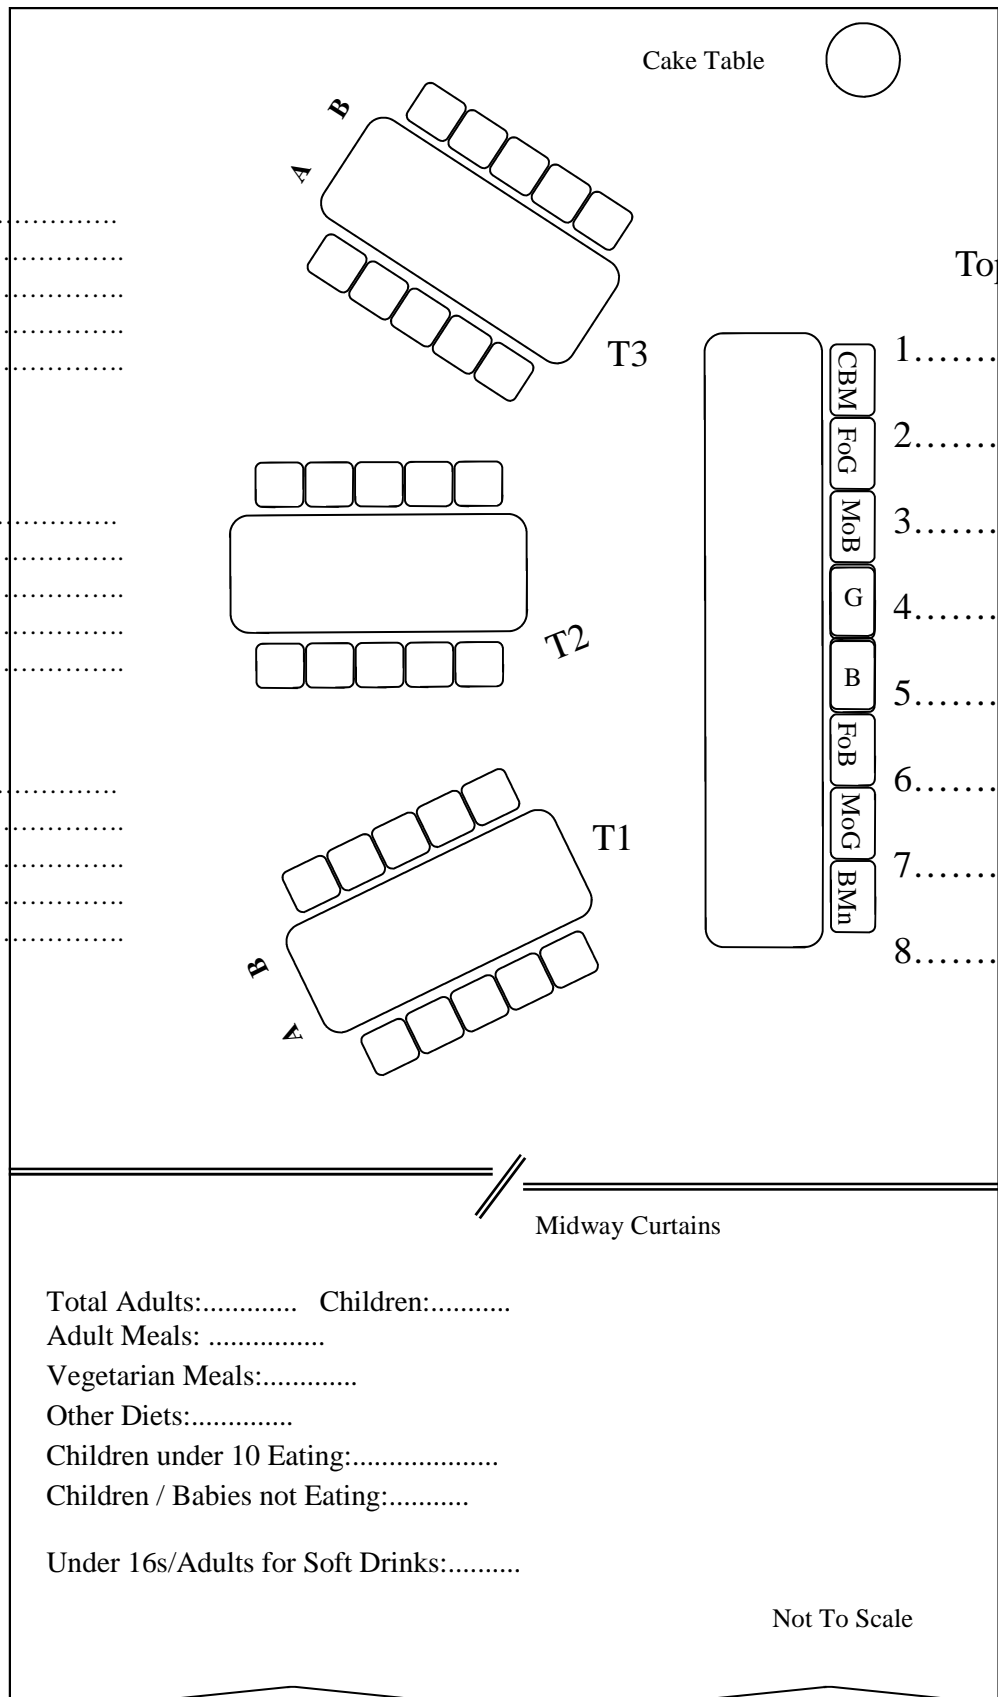 Cake Table
B
A
....................
....................
....................
....................
....................
T3
Top
1.......
CBM
2.......
FoG
3.......
MoB
4.......
G
5.......
B
6.......
FoB
7.......
MoG
8.......
BMn
....................
....................
....................
....................
....................
T2
....................
....................
....................
....................
....................
T1
B
A
Midway Curtains
Total Adults:............. Children:...........
Adult Meals: ................
Vegetarian Meals:.............
Other Diets:..............
Children under 10 Eating:....................
Children / Babies not Eating:...........
Under 16s/Adults for Soft Drinks:..........
Not To Scale